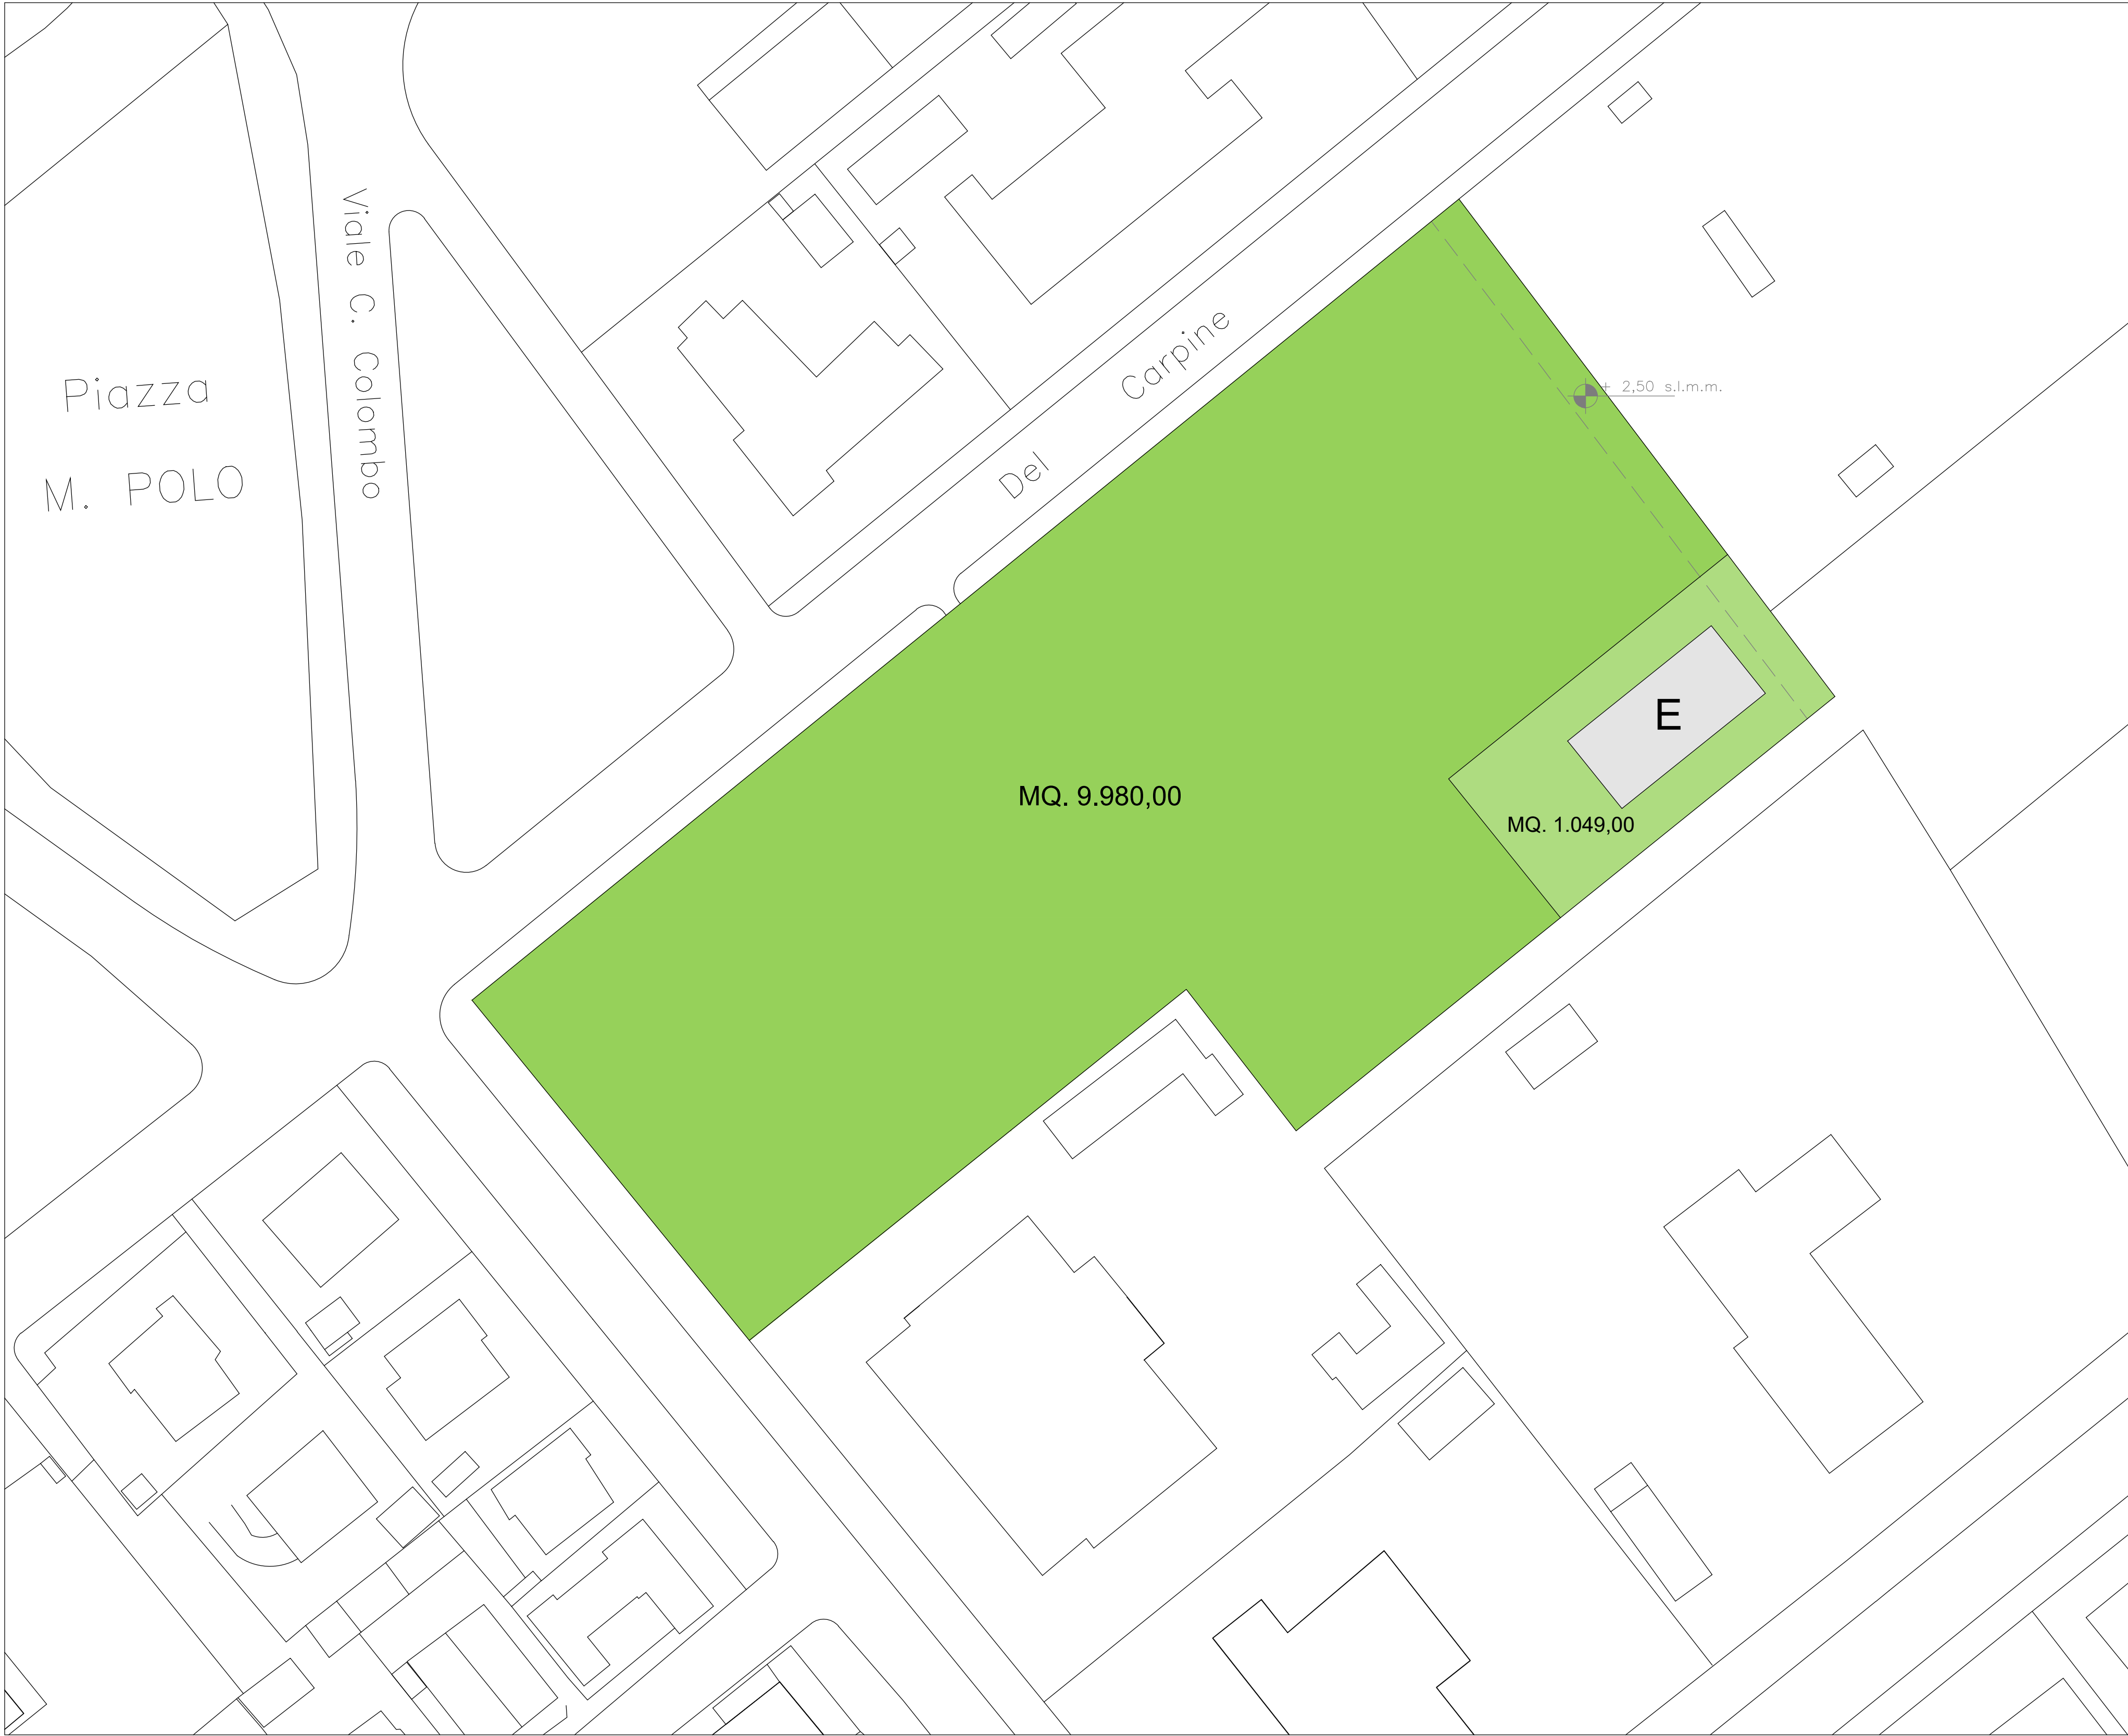 Viale C. Colombo
Piazza
M. POLO
Del Carpine
+ 2,50 s.l.m.m.
E
MQ. 9.980,00
MQ. 1.049,00